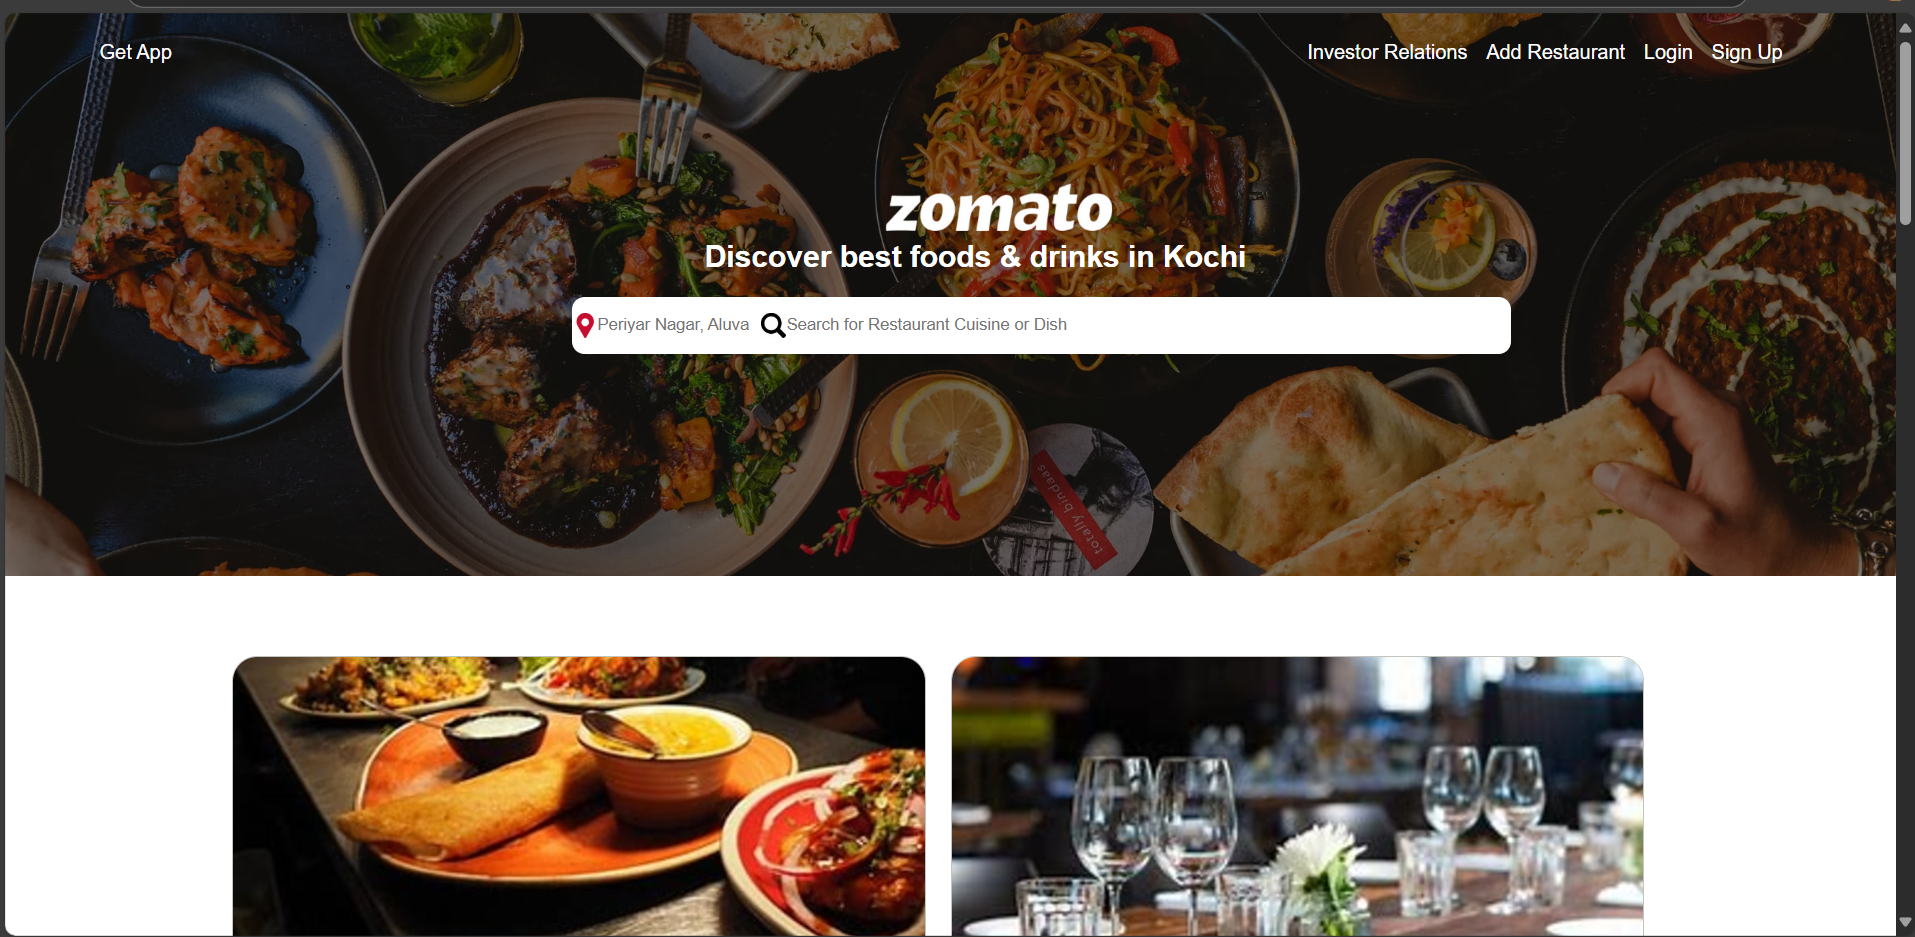 Get App
Investor Relations Add Restaurant Login Sign Up
zomato
Discover best foods & drinks in Kochi
Periyar Nagar, Aluva Search for Restaurant Cuisine or Dish
totally bindaas